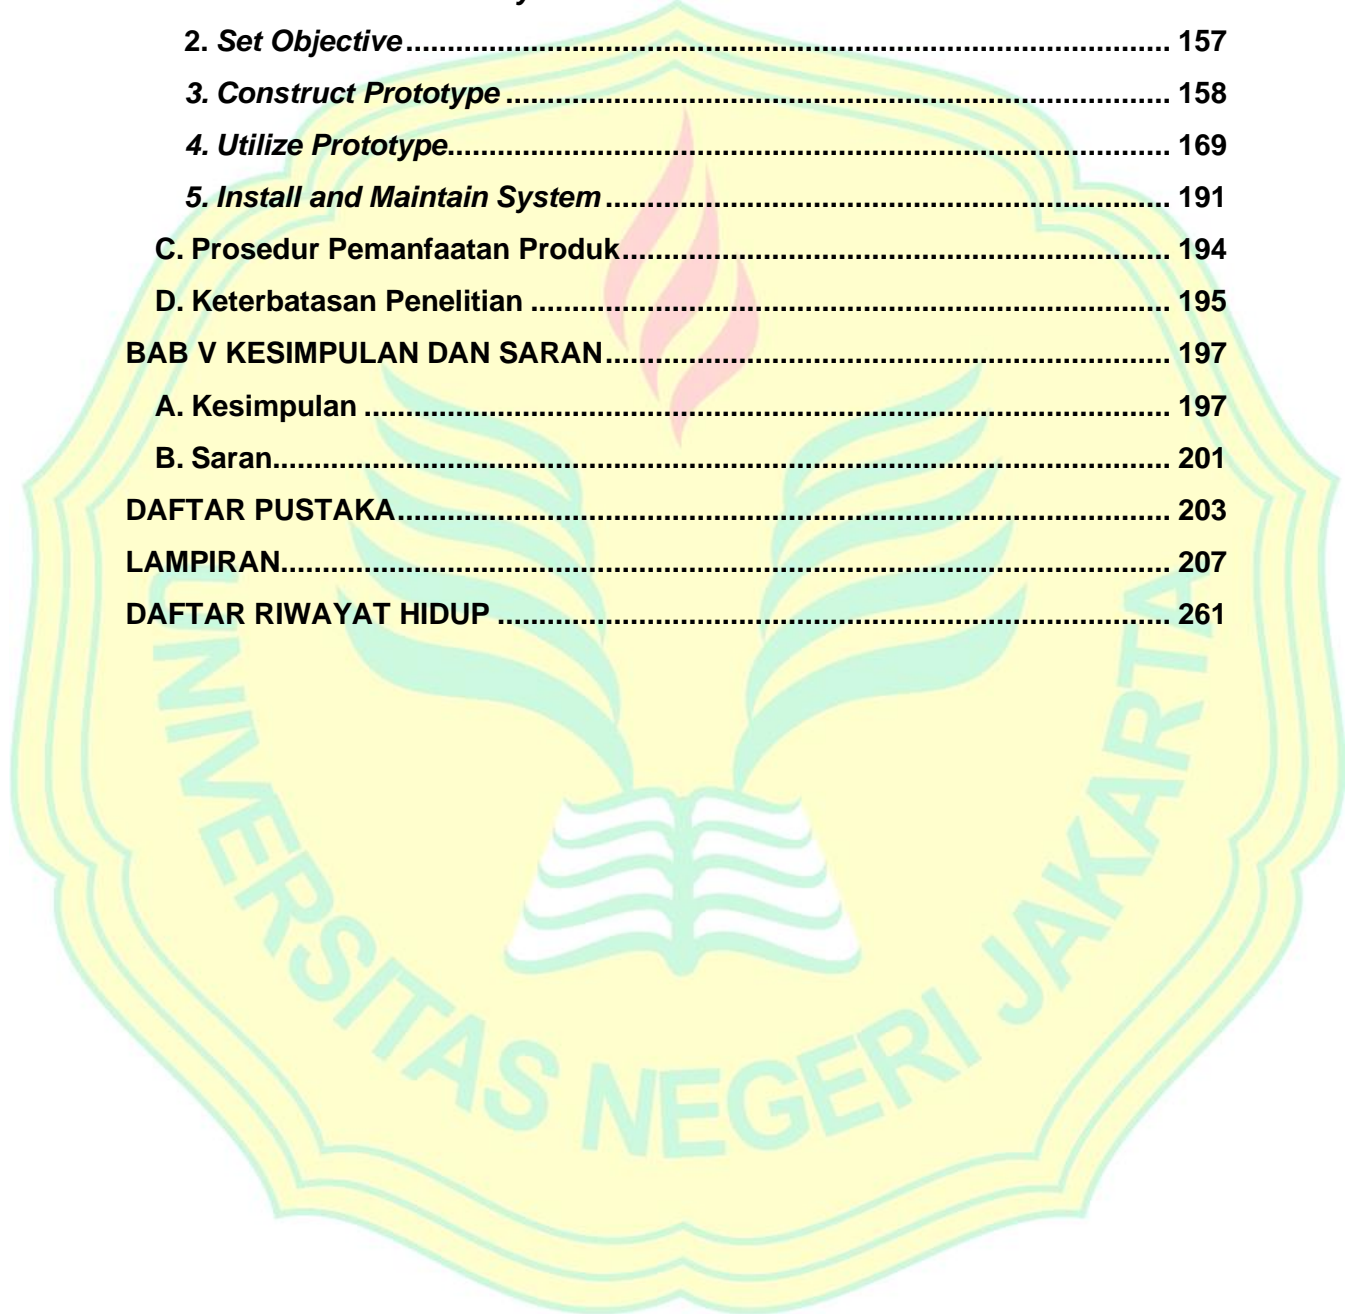 2. Set Objective ........................................................................................... 157
3. Construct Prototype ............................................................................... 158
4. Utilize Prototype...................................................................................... 169
5. Install and Maintain System ................................................................... 191
C. Prosedur Pemanfaatan Produk................................................................. 194
D. Keterbatasan Penelitian ............................................................................ 195
BAB V KESIMPULAN DAN SARAN................................................................... 197
A. Kesimpulan ................................................................................................ 197
B. Saran........................................................................................................... 201
DAFTAR PUSTAKA............................................................................................ 203
LAMPIRAN.......................................................................................................... 207
DAFTAR RIWAYAT HIDUP ................................................................................ 261
UNIVERSITAS NEGERI JAKARTA